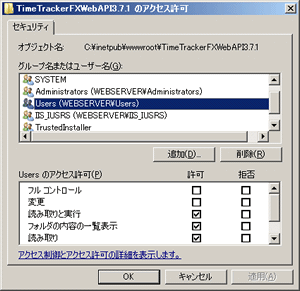 TimeTrackerFXWebAPI3.7.1 のアクセス許可
セキュリティ
オブジェクト名: C:¥inetpub¥wwwroot¥TimeTrackerFXWebAPI3.7.1
グループ名またはユーザー名(G):
SYSTEM
Administrators (WEBSERVER¥Administrators)
Users (WEBSERVER¥Users)
IIS_IUSRS (WEBSERVER¥IIS_IUSRS)
TrustedInstaller
追加(D)... 削除(R)
Users のアクセス許可(P) 許可 拒否
フル コントロール
変更
読み取りと実行
フォルダの内容の一覧表示
読み取り
アクセス制御とアクセス許可の詳細を表示します。
OK キャンセル 適用(A)